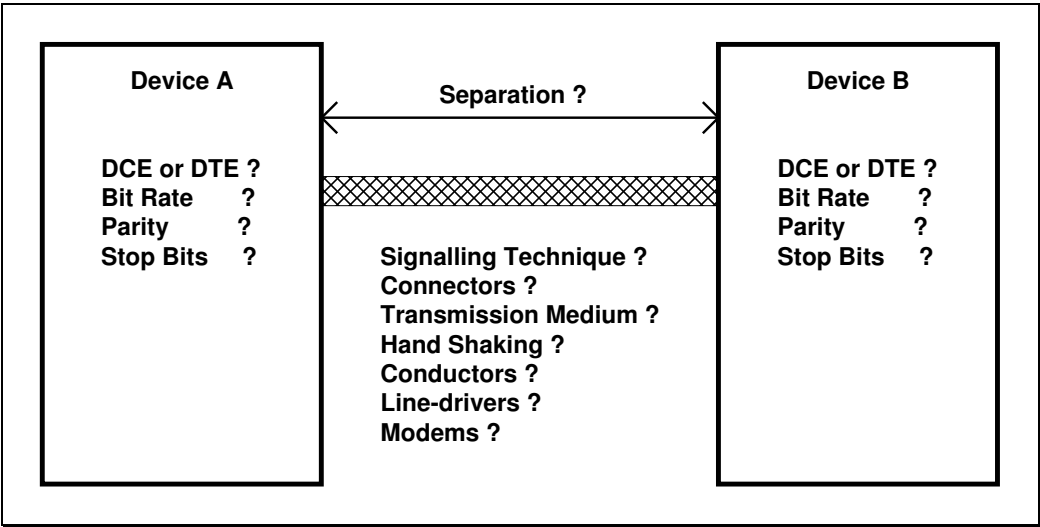 Device A
DCE or DTE ?
Bit Rate ?
Parity ?
Stop Bits ?
Separation ?
Signalling Technique ?
Connectors ?
Transmission Medium ?
Hand Shaking ?
Conductors ?
Line-drivers ?
Modems ?
Device B
DCE or DTE ?
Bit Rate ?
Parity ?
Stop Bits ?